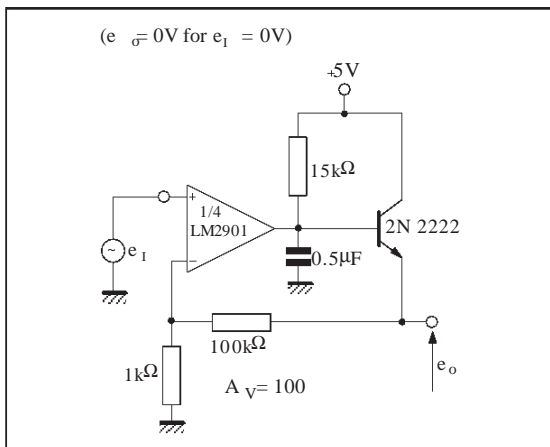 (e o= 0V for e I = 0V)
+5V
15kΩ
+
1/4
LM2901
−
2N 2222
~
e I
0.5µF
100kΩ
1kΩ
A V= 100
e o